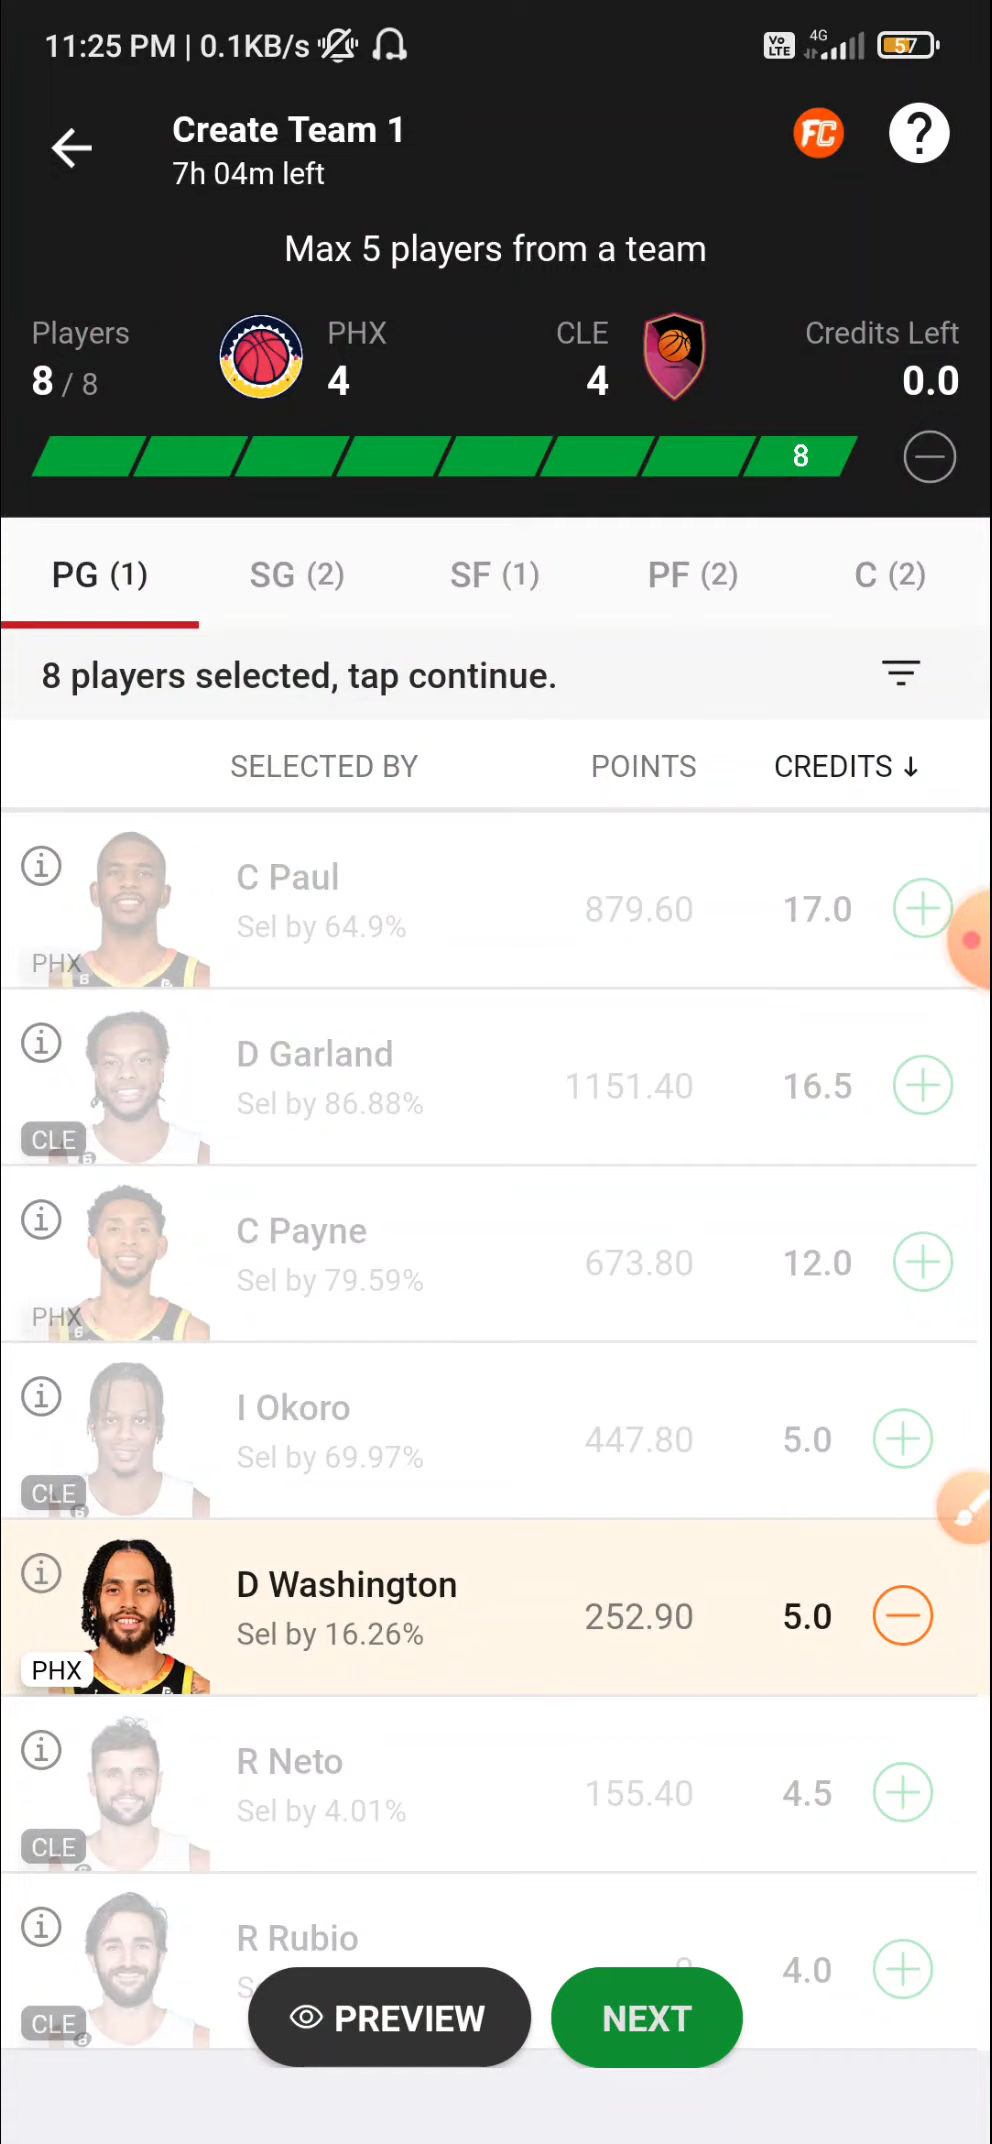 11:25 PM | 0.1KB/s
Vo LTE 4G 57
Create Team 1
7h 04m left
FC ?
Max 5 players from a team
Players PHX CLE Credits Left
8 / 8 4 4 0.0
8
PG (1) SG (2) SF (1) PF (2) C (2)
8 players selected, tap continue.
SELECTED BY POINTS CREDITS ↓
C Paul
Sel by 64.9% 879.60 17.0
PHX
D Garland
Sel by 86.88% 1151.40 16.5
CLE
C Payne
Sel by 79.59% 673.80 12.0
PHX
I Okoro
Sel by 69.97% 447.80 5.0
CLE
D Washington
Sel by 16.26% 252.90 5.0
PHX
R Neto
Sel by 4.01% 155.40 4.5
CLE
R Rubio
4.0
CLE
PREVIEW NEXT